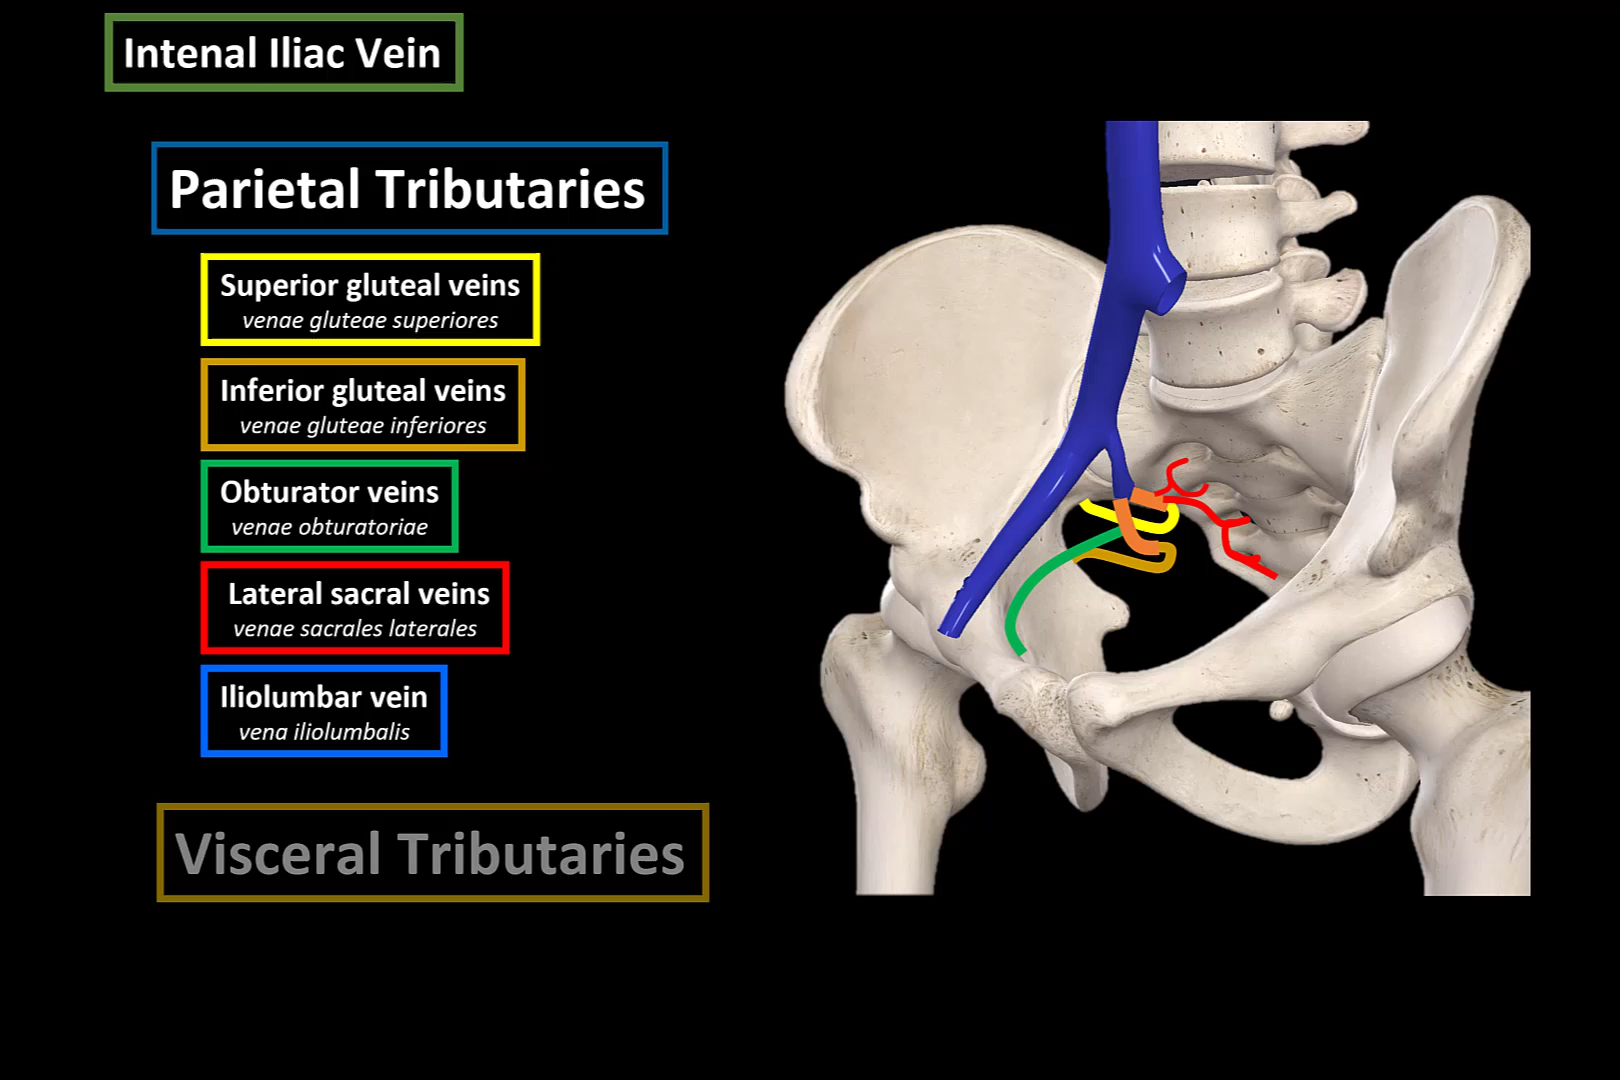 Intenal Iliac Vein
Parietal Tributaries
Superior gluteal veins
venae gluteae superiores
Inferior gluteal veins
venae gluteae inferiores
Obturator veins
venae obturatoriae
Lateral sacral veins
venae sacrales laterales
Iliolumbar vein
vena iliolumbalis
Visceral Tributaries